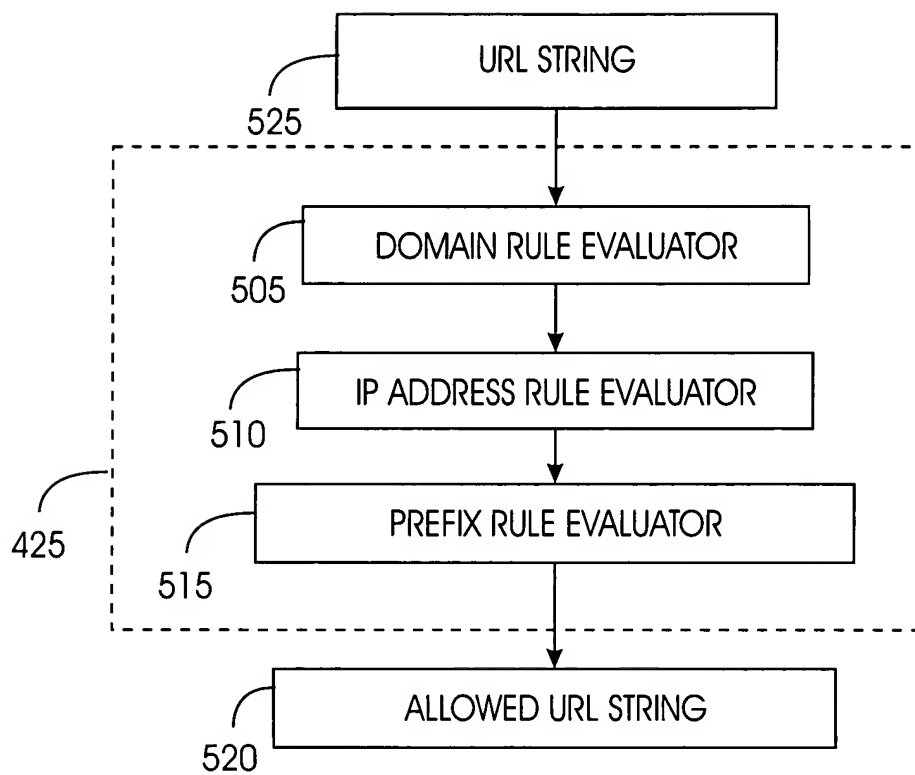 URL STRING
525
DOMAIN RULE EVALUATOR
505
IP ADDRESS RULE EVALUATOR
510
PREFIX RULE EVALUATOR
425
515
ALLOWED URL STRING
520